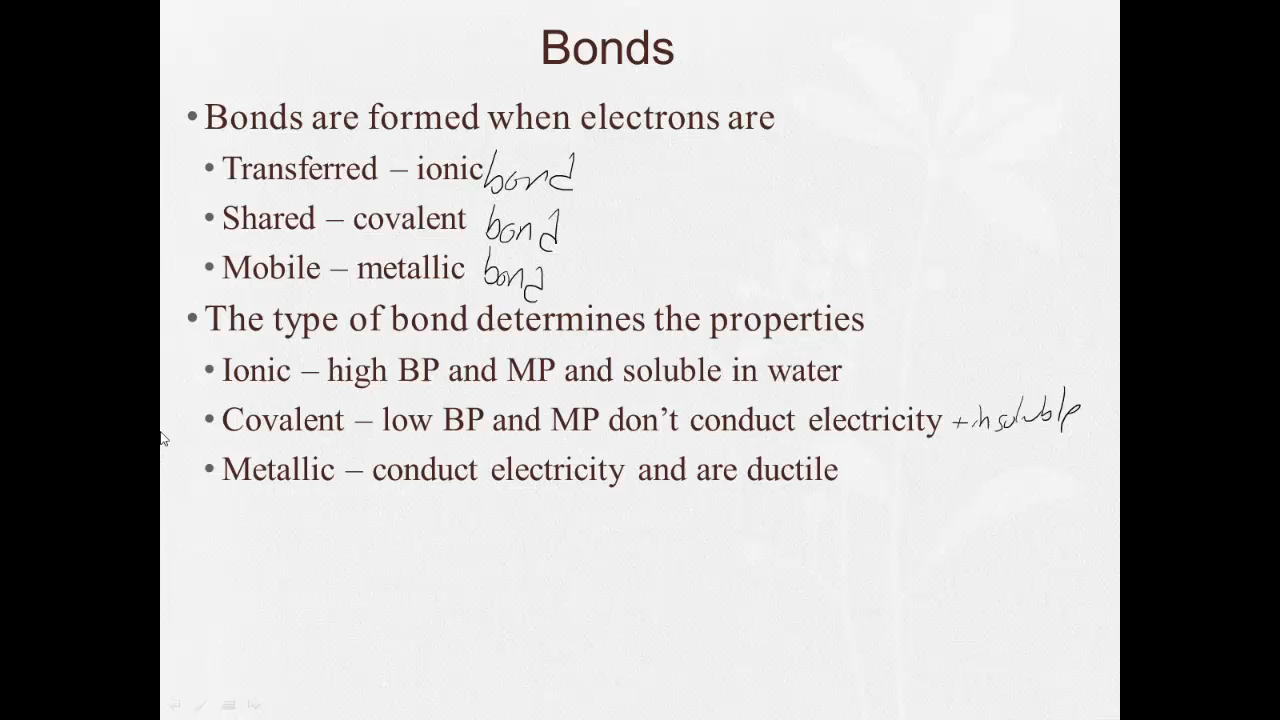 Bonds
• Bonds are formed when electrons are
• Transferred – ionic bond
• Shared – covalent bond
• Mobile – metallic bond
• The type of bond determines the properties
• Ionic – high BP and MP and soluble in water
• Covalent – low BP and MP don’t conduct electricity + insoluble
• Metallic – conduct electricity and are ductile